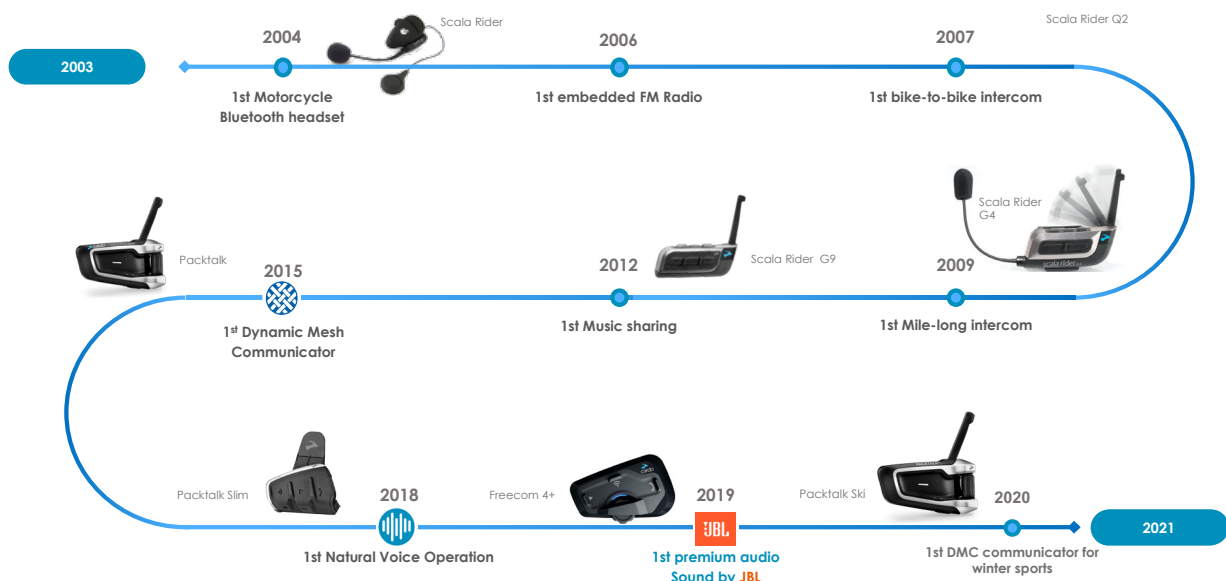 Scala Rider
Scala Rider Q2
2003
2004
2006
2007
1st Motorcycle
Bluetooth headset
1st embedded FM Radio
1st bike-to-bike intercom
Packtalk
Scala Rider G9
Scala Rider
G4
scala rider
2015
2012
2009
1st Dynamic Mesh
Communicator
1st Music sharing
1st Mile-long intercom
Packtalk Slim
2018
Freecom 4+
cardo
2019
JBL
Packtalk Ski
2020
2021
1st Natural Voice Operation
1st premium audio
Sound by JBL
1st DMC communicator for
winter sports